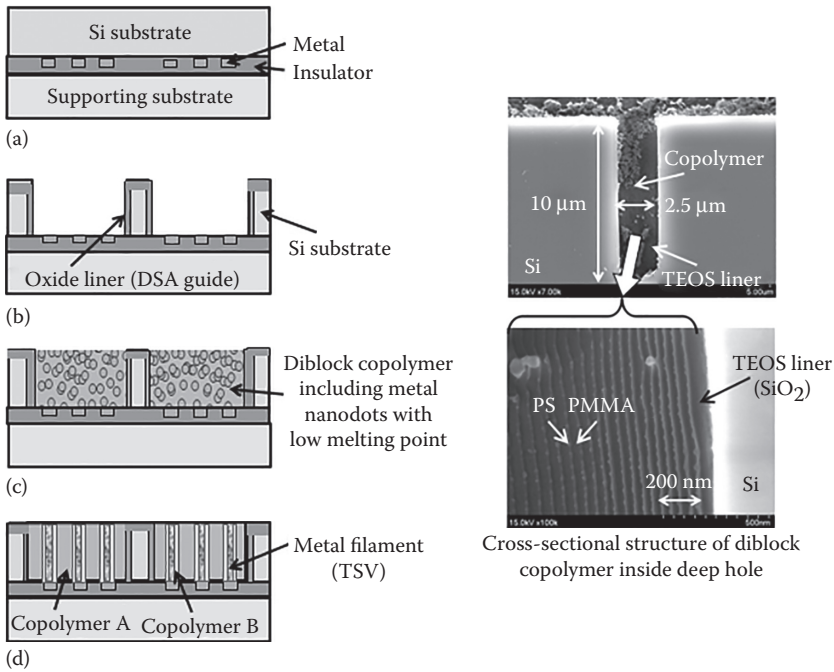 Si substrate
Metal
Insulator
Supporting substrate
(a)
Si substrate
Oxide liner (DSA guide)
(b)
Diblock copolymer
including metal
nanodots with
low melting point
(c)
Metal filament
(TSV)
Copolymer A
Copolymer B
(d)
Copolymer
10 μm
2.5 μm
Si
TEOS liner
15.0kV x7.00k
5.00um
TEOS liner
(SiO2)
PS PMMA
200 nm
Si
15.0kV x100k
500nm
Cross-sectional structure of diblock
copolymer inside deep hole